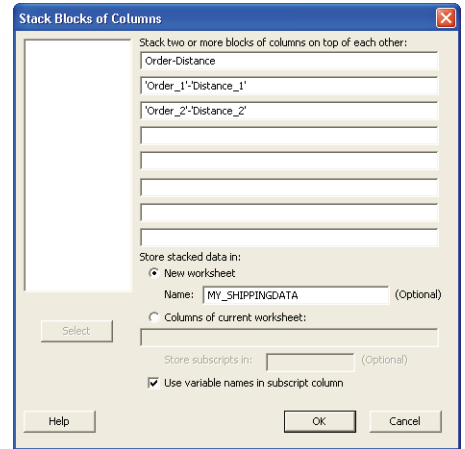 Stack Blocks of Columns
Stack two or more blocks of columns on top of each other:
Order-Distance
'Order_1'-'Distance_1'
'Order_2'-'Distance_2'
Store stacked data in:
New worksheet
Name: MY_SHIPPINGDATA (Optional)
Select
Columns of current worksheet:
Store subscripts in: (Optional)
Use variable names in subscript column
Help OK Cancel